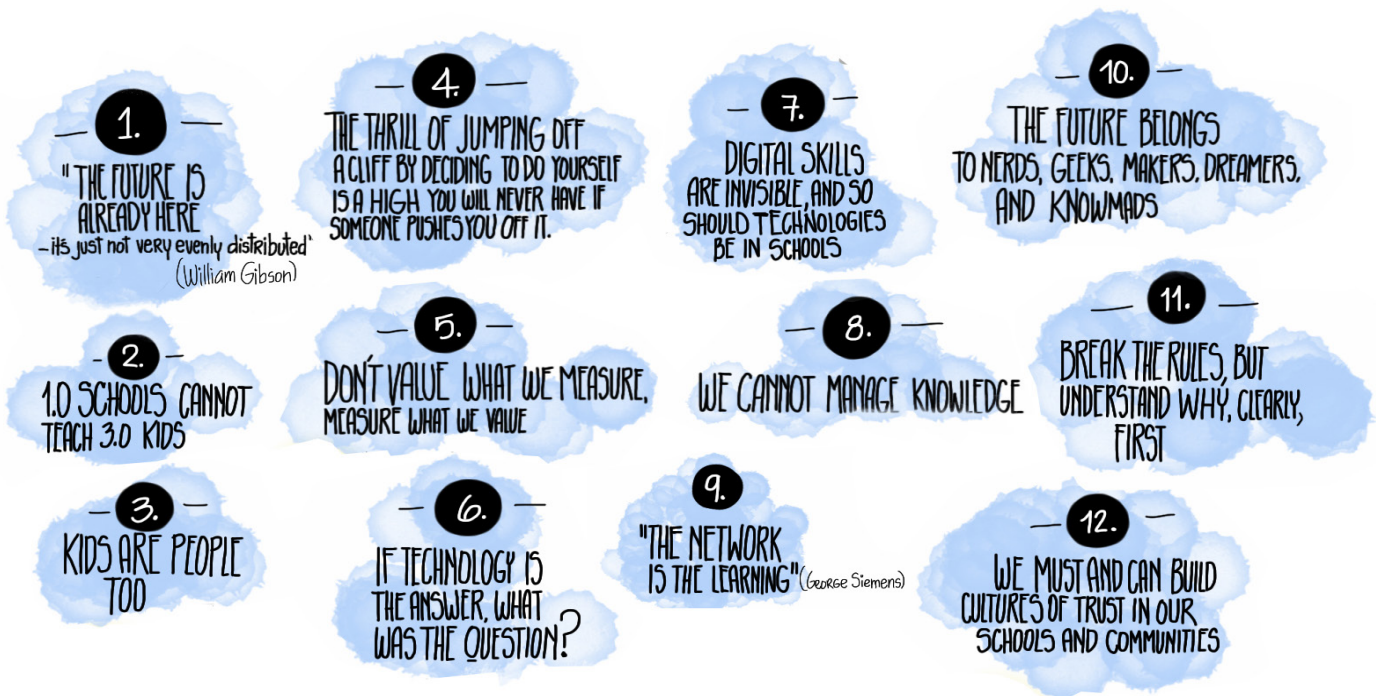 1.
"THE FUTURE IS
ALREADY HERE
– its just not very evenly distributed"
(William Gibson)
2.
1.0 SCHOOLS CANNOT
TEACH 3.0 KIDS
3.
KIDS ARE PEOPLE
TOO
4.
THE THRILL OF JUMPING OFF
A CLIFF BY DECIDING TO DO YOURSELF
IS A HIGH YOU WILL NEVER HAVE IF
SOMEONE PUSHES YOU OFF IT.
5.
DON'T VALUE WHAT WE MEASURE,
MEASURE WHAT WE VALUE
6.
IF TECHNOLOGY IS
THE ANSWER, WHAT
WAS THE QUESTION?
7.
DIGITAL SKILLS
ARE INVISIBLE, AND SO
SHOULD TECHNOLOGIES
BE IN SCHOOLS
8.
WE CANNOT MANAGE KNOWLEDGE
9.
"THE NETWORK
IS THE LEARNING" (George Siemens)
10.
THE FUTURE BELONGS
TO NERDS, GEEKS, MAKERS, DREAMERS,
AND KNOWMADS
11.
BREAK THE RULES, BUT
UNDERSTAND WHY, CLEARLY,
FIRST
12.
WE MUST AND CAN BUILD
CULTURES OF TRUST IN OUR
SCHOOLS AND COMMUNITIES